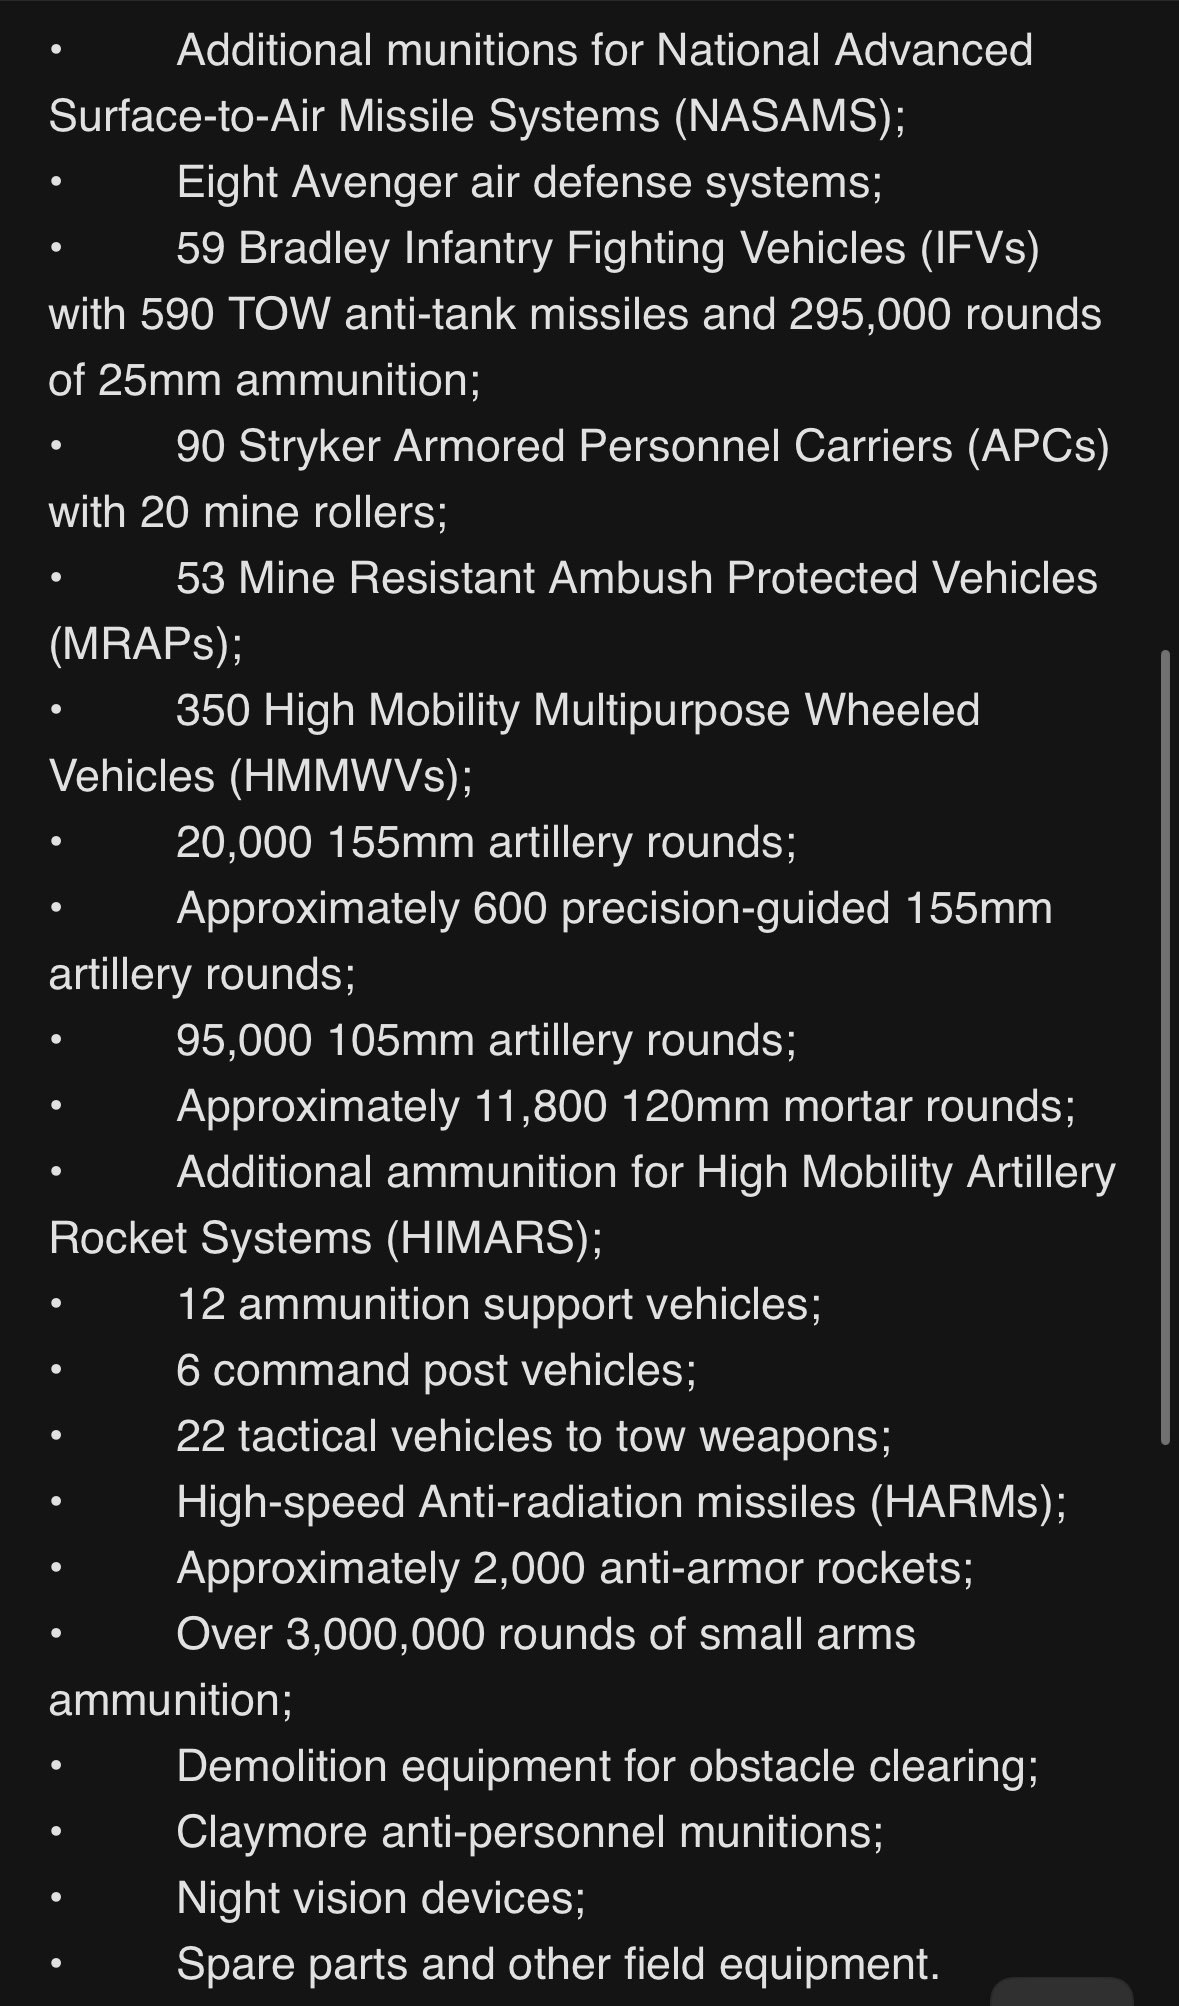 • Additional munitions for National Advanced
Surface-to-Air Missile Systems (NASAMS);
• Eight Avenger air defense systems;
• 59 Bradley Infantry Fighting Vehicles (IFVs)
with 590 TOW anti-tank missiles and 295,000 rounds
of 25mm ammunition;
• 90 Stryker Armored Personnel Carriers (APCs)
with 20 mine rollers;
• 53 Mine Resistant Ambush Protected Vehicles
(MRAPs);
• 350 High Mobility Multipurpose Wheeled
Vehicles (HMMWVs);
• 20,000 155mm artillery rounds;
• Approximately 600 precision-guided 155mm
artillery rounds;
• 95,000 105mm artillery rounds;
• Approximately 11,800 120mm mortar rounds;
• Additional ammunition for High Mobility Artillery
Rocket Systems (HIMARS);
• 12 ammunition support vehicles;
• 6 command post vehicles;
• 22 tactical vehicles to tow weapons;
• High-speed Anti-radiation missiles (HARMs);
• Approximately 2,000 anti-armor rockets;
• Over 3,000,000 rounds of small arms
ammunition;
• Demolition equipment for obstacle clearing;
• Claymore anti-personnel munitions;
• Night vision devices;
• Spare parts and other field equipment.